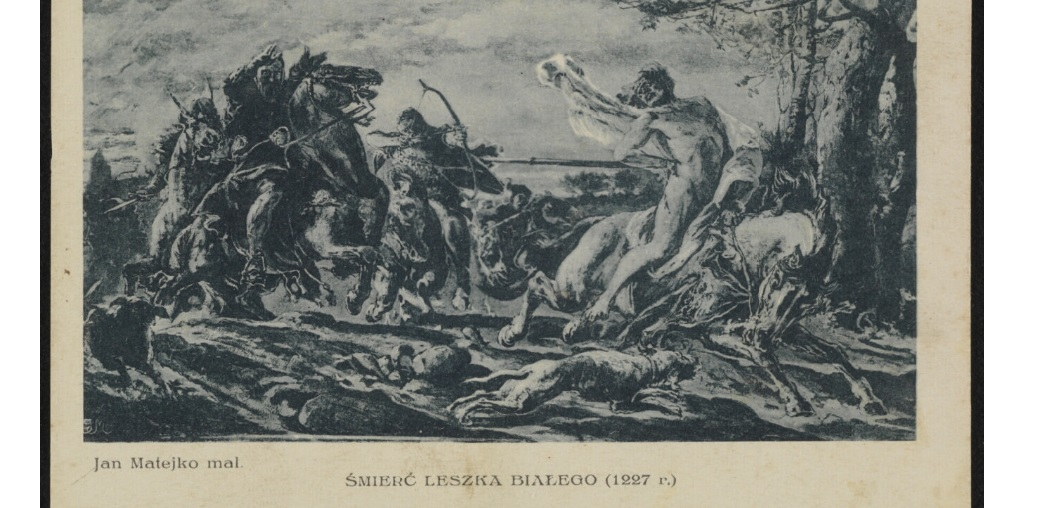 Jan Matejko mal.
ŚMIERĆ LESZKA BIAŁEGO (1227 r.)